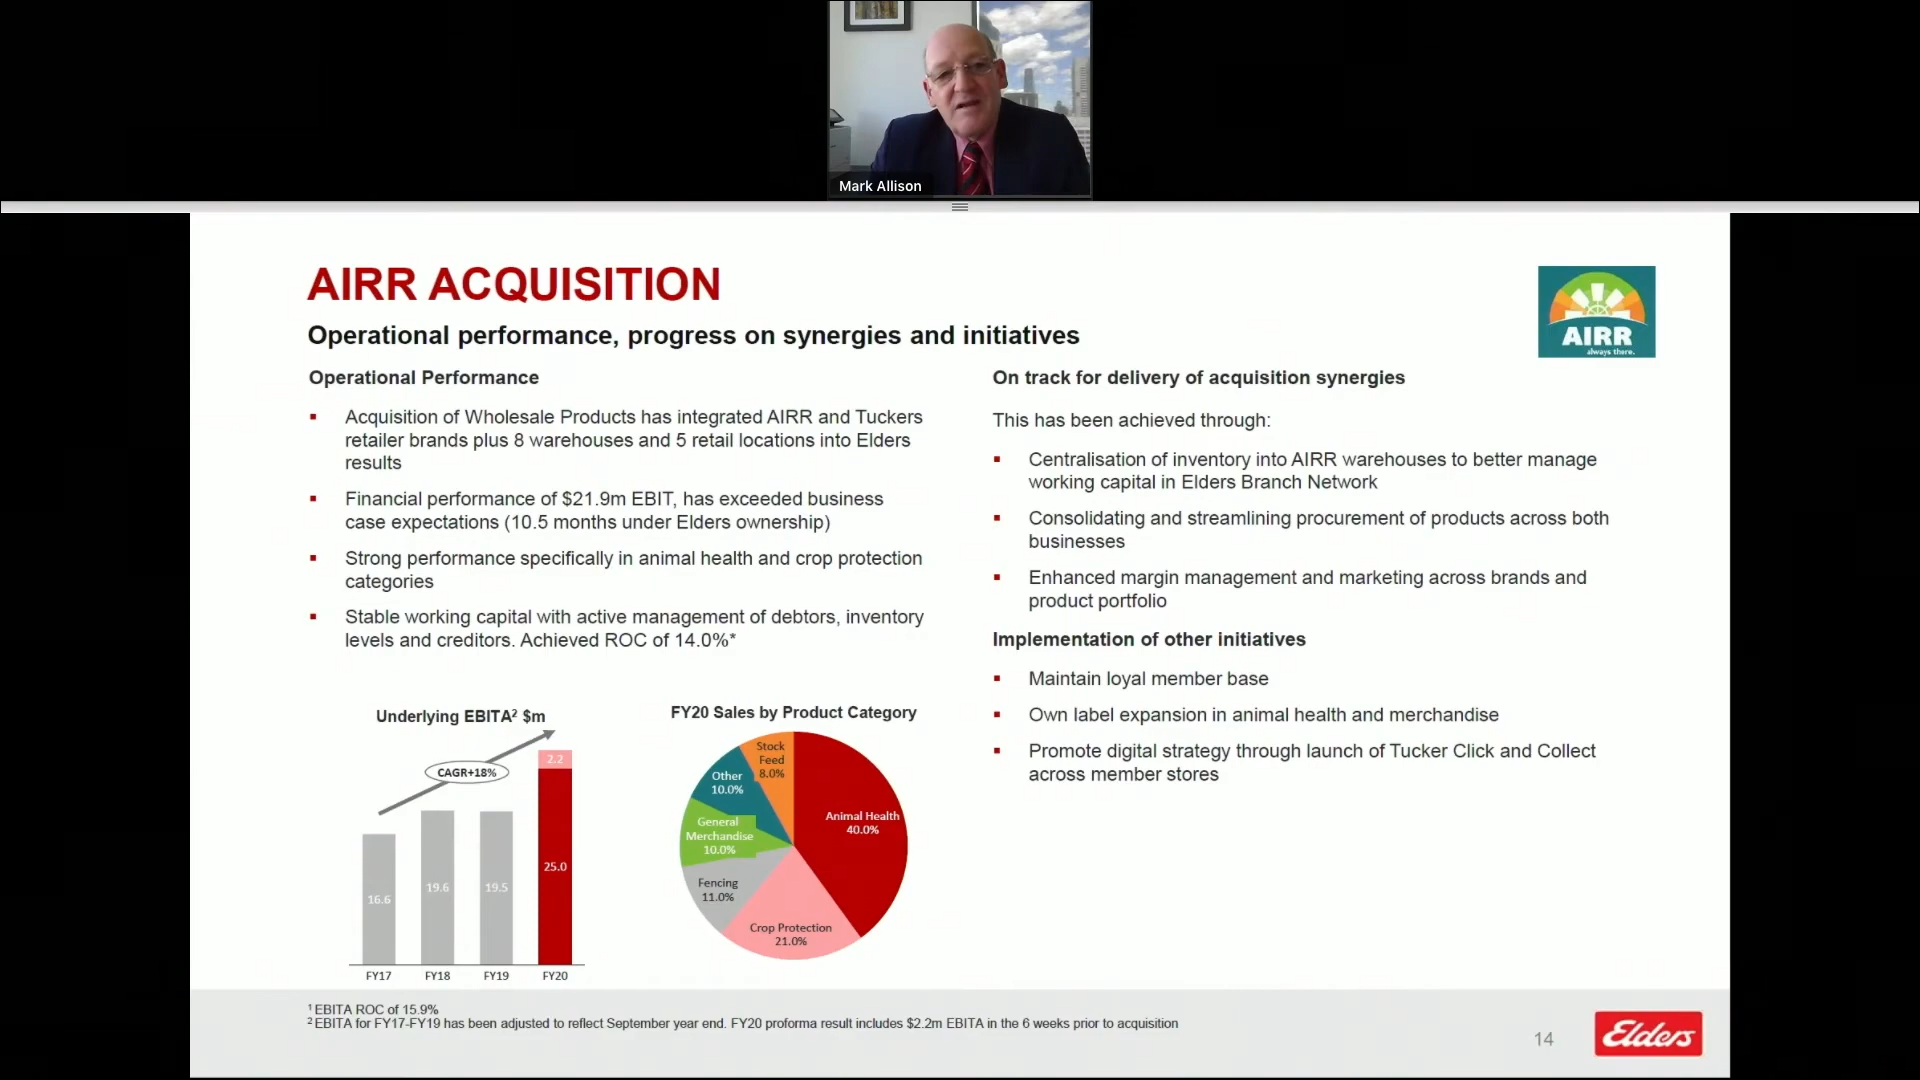 Mark Allison
AIRR ACQUISITION
AIRR
always there.
Operational performance, progress on synergies and initiatives
Operational Performance
▪ Acquisition of Wholesale Products has integrated AIRR and Tuckers
retailer brands plus 8 warehouses and 5 retail locations into Elders
results
▪ Financial performance of $21.9m EBIT, has exceeded business
case expectations (10.5 months under Elders ownership)
▪ Strong performance specifically in animal health and crop protection
categories
▪ Stable working capital with active management of debtors, inventory
levels and creditors. Achieved ROC of 14.0%*
Underlying EBITA² $m
CAGR+18%
2.2
16.6
19.6
19.5
25.0
FY17
FY18
FY19
FY20
FY20 Sales by Product Category
Stock
Feed
8.0%
Other
10.0%
General
Merchandise
10.0%
Fencing
11.0%
Crop Protection
21.0%
Animal Health
40.0%
On track for delivery of acquisition synergies
This has been achieved through:
▪ Centralisation of inventory into AIRR warehouses to better manage
working capital in Elders Branch Network
▪ Consolidating and streamlining procurement of products across both
businesses
▪ Enhanced margin management and marketing across brands and
product portfolio
Implementation of other initiatives
▪ Maintain loyal member base
▪ Own label expansion in animal health and merchandise
▪ Promote digital strategy through launch of Tucker Click and Collect
across member stores
¹ EBITA ROC of 15.9%
² EBITA for FY17-FY19 has been adjusted to reflect September year end. FY20 proforma result includes $2.2m EBITA in the 6 weeks prior to acquisition
14
Elders